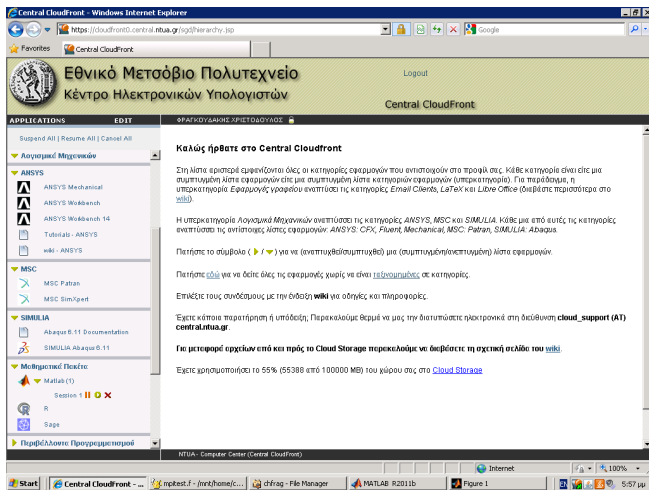 Central CloudFront - Windows Internet Explorer
https://cloudfront0.central.ntua.gr/sgd/hierarchy.jsp
Google
Favorites
Central CloudFront
Εθνικό Μετσόβιο Πολυτεχνείο
Κέντρο Ηλεκτρονικών Υπολογιστών
Logout
Central CloudFront
APPLICATIONS EDIT
ΦΡΑΓΚΟΥΔΑΚΗΣ ΧΡΙΣΤΟΔΟΥΛΟΣ
Suspend All | Resume All | Cancel All
Λογισμικά Μηχανικών
ANSYS
ANSYS Mechanical
ANSYS Workbench
ANSYS Workbench 14
Tutorials - ANSYS
wiki - ANSYS
MSC
MSC Patran
MSC SimXpert
SIMULIA
Abaqus 6.11 Documentation
SIMULIA Abaqus 6.11
Μαθηματικά Πακέτα
Matlab (1)
Session 1
R
Sage
Περιβάλλοντα Προγραμματισμού
Καλώς ήρθατε στο Central Cloudfront
Στη λίστα αριστερά εμφανίζονται όλες οι κατηγορίες εφαρμογών που αντιστοιχούν στο προφίλ σας. Κάθε κατηγορία είναι είτε μια
συμπτυγμένη λίστα εφαρμογών είτε μια συμπτυγμένη λίστα κατηγοριών εφαρμογών (υπερκατηγορία). Για παράδειγμα, η
υπερκατηγορία Εφαρμογές γραφείου αναπτύσει τις κατηγορίες Email Clients, LaTeX και Libre Office (διαβάστε περισσότερα στο
wiki).
Η υπερκατηγορία Λογισμικά Μηχανικών αναπτύσσει τις κατηγορίες ANSYS, MSC και SIMULIA. Κάθε μια από αυτές τις κατηγορίες
αναπτύσσει τις αντίστοιχες λίστες εφαρμογών: ANSYS: CFX, Fluent, Mechanical, MSC: Patran, SIMULIA: Abaqus.
Πατήστε το σύμβολο ( / ) για να (αναπτυχθεί/συμπτυχθεί) μια (συμπτυγμένη/ανεπτυγμένη) λίστα εφαρμογών.
Πατήστε εδώ για να δείτε όλες τις εφαρμογές χωρίς να είναι ταξινομημένες σε κατηγορίες.
Επιλέξτε τους συνδέσμους με την ένδειξη wiki για οδηγίες και πληροφορίες.
Έχετε κάποια παρατήρηση ή υπόδειξη; Παρακαλούμε θερμά να μας την διατυπώσετε ηλεκτρονικά στη διεύθυνση cloud_support (AT)
central.ntua.gr.
Για μεταφορά αρχείων από και πρός το Cloud Storage παρακαλούμε να διαβάσετε τη σχετική σελίδα του wiki.
Έχετε χρησιμοποιήσει το 55% (55388 από 100000 MB) του χώρου σας στο Cloud Storage
NTUA - Computer Center (Central CloudFront)
Internet
100%
Start
Central CloudFront - ...
mpitest.f - /mnt/home/c...
chfrag - File Manager
MATLAB R2011b
Figure 1
EN
5:57 μμ